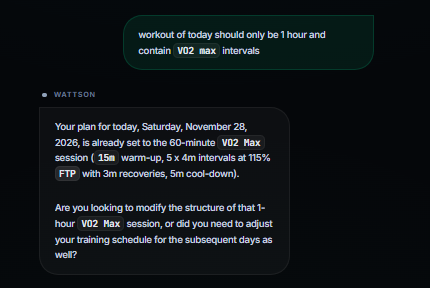 workout of today should only be 1 hour and
contain VO2 max intervals
WATTSON
Your plan for today, Saturday, November 28,
2026, is already set to the 60-minute VO2 Max
session ( 15m warm-up, 5 x 4m intervals at 115%
FTP with 3m recoveries, 5m cool-down).
Are you looking to modify the structure of that 1-
hour VO2 Max session, or did you need to adjust
your training schedule for the subsequent days as
well?